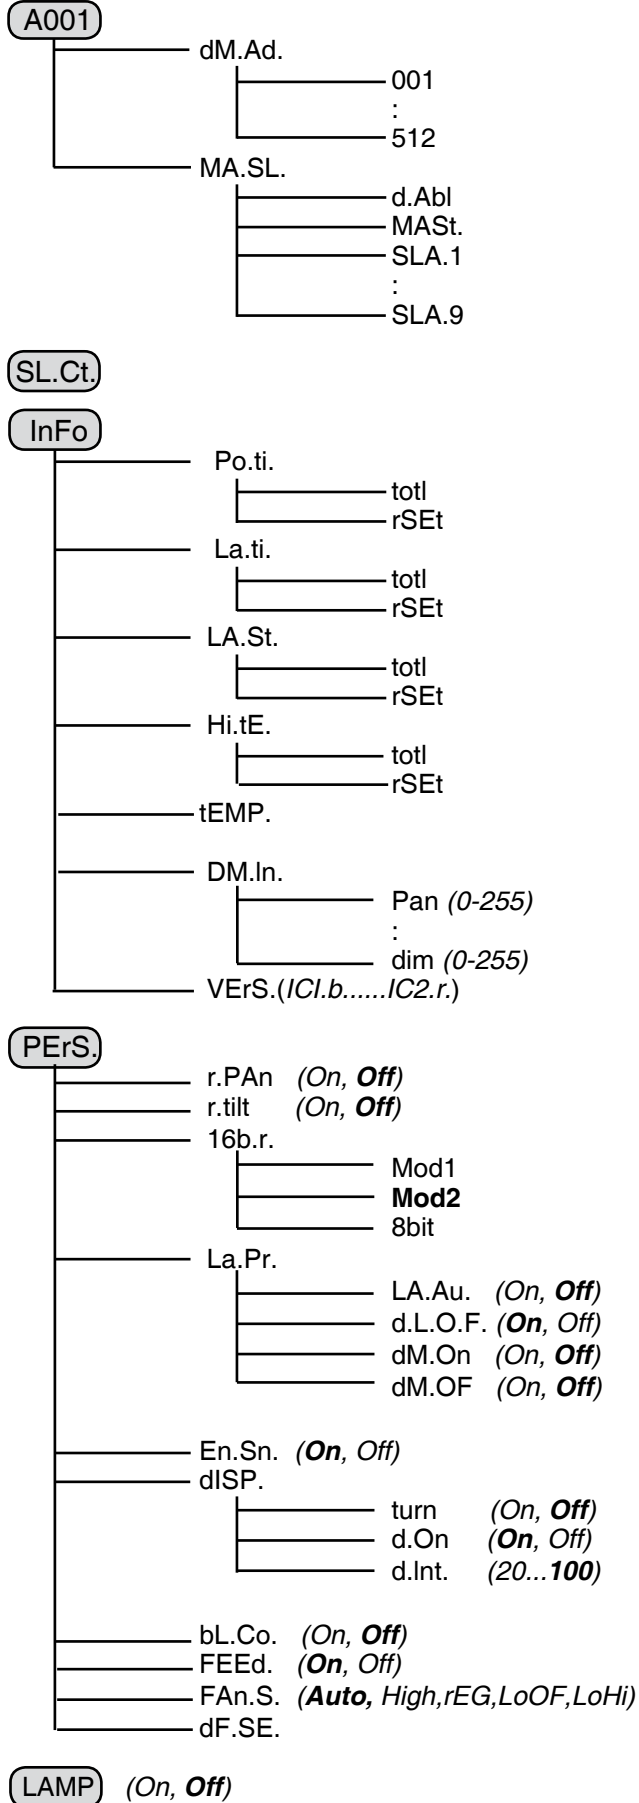 A001
dM.Ad.
001
:
512
MA.SL.
d.Abl
MASt.
SLA.1
:
SLA.9
SL.Ct.
InFo
Po.ti.
totl
rSEt
La.ti.
totl
rSEt
LA.St.
totl
rSEt
Hi.tE.
totl
rSEt
tEMP.
DM.In.
Pan (0-255)
:
dim (0-255)
VErS.(ICI.b......IC2.r.)
PErS.
r.PAn (On, Off)
r.tilt (On, Off)
16b.r.
Mod1
Mod2
8bit
La.Pr.
LA.Au. (On, Off)
d.L.O.F. (On, Off)
dM.On (On, Off)
dM.OF (On, Off)
En.Sn. (On, Off)
dISP.
turn (On, Off)
d.On (On, Off)
d.Int. (20...100)
bL.Co. (On, Off)
FEEd. (On, Off)
FAn.S. (Auto, High,rEG,LoOF,LoHi)
dF.SE.
LAMP (On, Off)